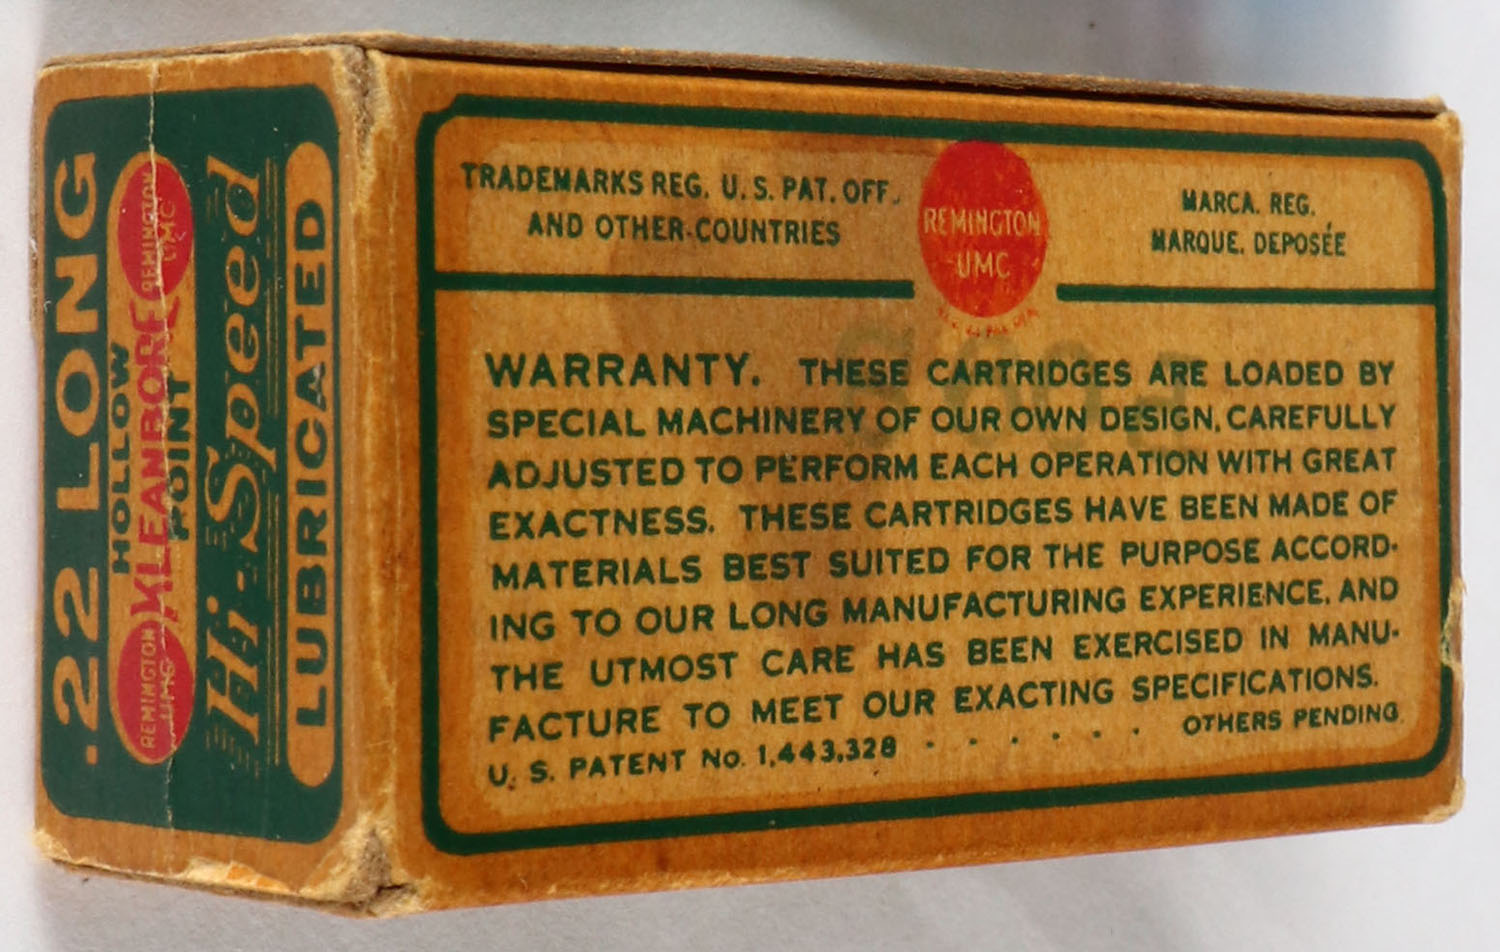 .22 LONG
HOLLOW
REMINGTON
UMC
KLEANBORE
REMINGTON
UMC
POINT
Hi-Speed
LUBRICATED
TRADEMARKS REG. U. S. PAT. OFF.
AND OTHER COUNTRIES
REMINGTON
UMC
MARCA. REG.
MARQUE. DEPOSÉE
WARRANTY. THESE CARTRIDGES ARE LOADED BY
SPECIAL MACHINERY OF OUR OWN DESIGN, CAREFULLY
ADJUSTED TO PERFORM EACH OPERATION WITH GREAT
EXACTNESS. THESE CARTRIDGES HAVE BEEN MADE OF
MATERIALS BEST SUITED FOR THE PURPOSE ACCORD-
ING TO OUR LONG MANUFACTURING EXPERIENCE, AND
THE UTMOST CARE HAS BEEN EXERCISED IN MANU-
FACTURE TO MEET OUR EXACTING SPECIFICATIONS.
U. S. PATENT No. 1,443,328 . . . . . . OTHERS PENDING